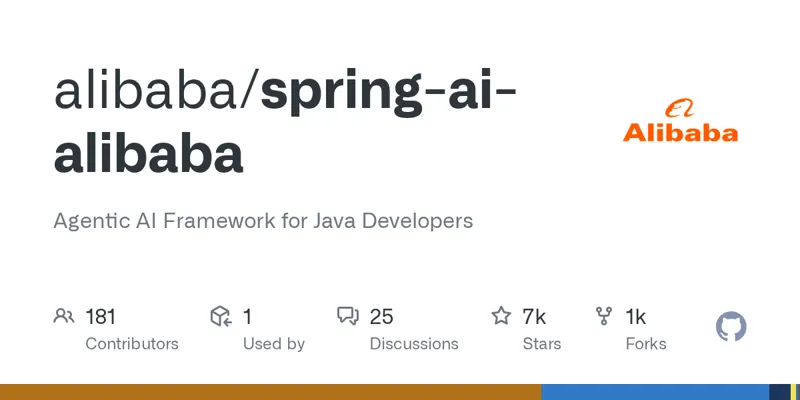 alibaba/spring-ai-
alibaba
Alibaba
Agentic AI Framework for Java Developers
181
Contributors
1
Used by
25
Discussions
7k
Stars
1k
Forks